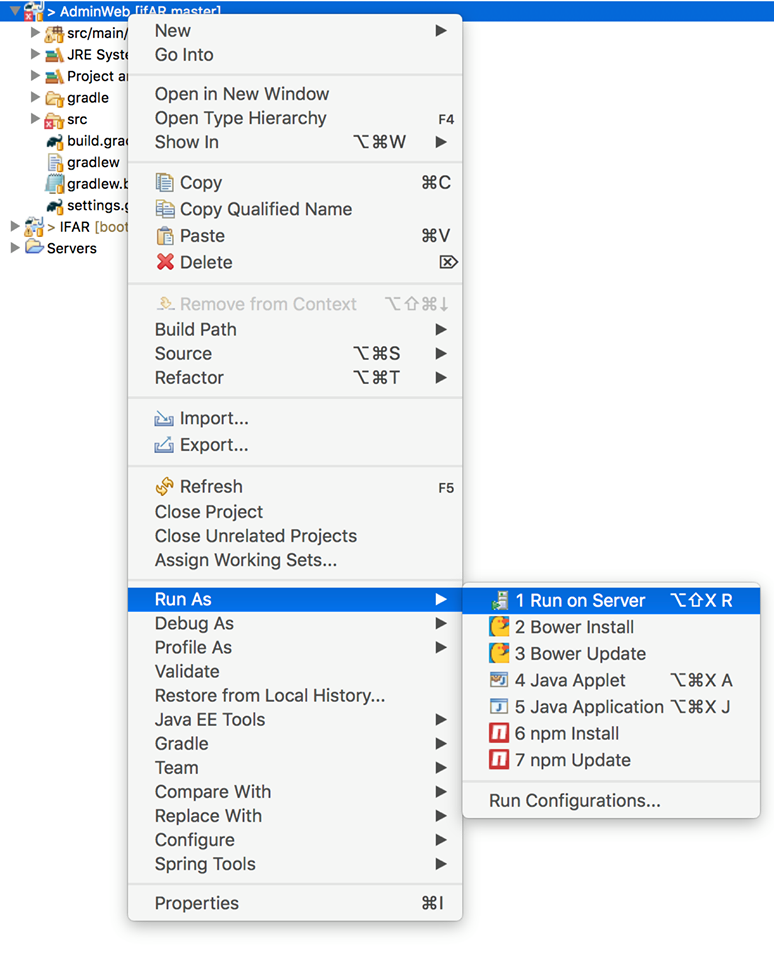 > AdminWeb [ifAR master]
src/main/
JRE Syste
Project an
gradle
src
build.grad
gradlew
gradlew.b
settings.g
> IFAR [boot
Servers
New
Go Into
Open in New Window
Open Type Hierarchy F4
Show In ⌥⌘W
Copy ⌘C
Copy Qualified Name
Paste ⌘V
Delete ⌦
Remove from Context ⌥⇧⌘↓
Build Path
Source ⌥⌘S
Refactor ⌥⌘T
Import...
Export...
Refresh F5
Close Project
Close Unrelated Projects
Assign Working Sets...
Run As
Debug As
Profile As
Validate
Restore from Local History...
Java EE Tools
Gradle
Team
Compare With
Replace With
Configure
Spring Tools
Properties ⌘I
1 Run on Server ⌥⇧X R
2 Bower Install
3 Bower Update
4 Java Applet ⌥⌘X A
5 Java Application ⌥⌘X J
6 npm Install
7 npm Update
Run Configurations...